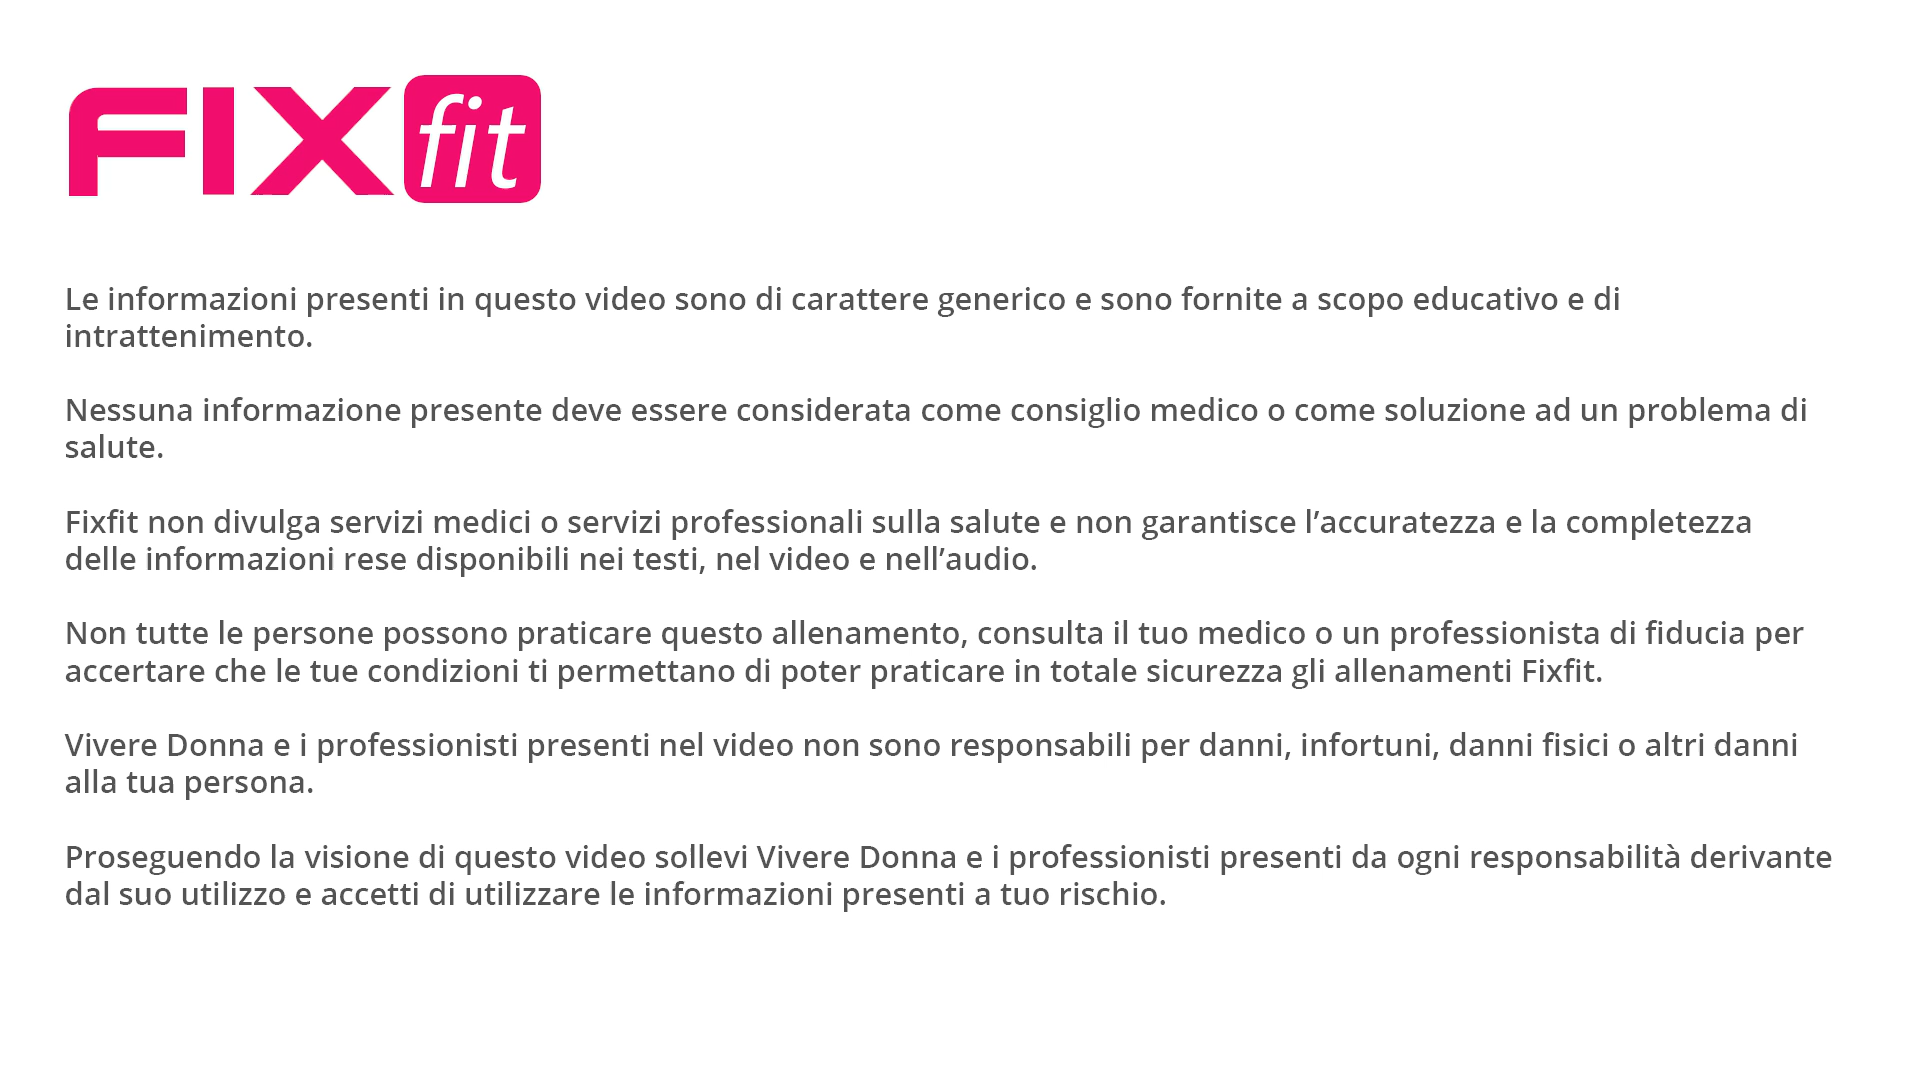 FIXfit
Le informazioni presenti in questo video sono di carattere generico e sono fornite a scopo educativo e di
intrattenimento.
Nessuna informazione presente deve essere considerata come consiglio medico o come soluzione ad un problema di
salute.
Fixfit non divulga servizi medici o servizi professionali sulla salute e non garantisce l’accuratezza e la completezza
delle informazioni rese disponibili nei testi, nel video e nell’audio.
Non tutte le persone possono praticare questo allenamento, consulta il tuo medico o un professionista di fiducia per
accertare che le tue condizioni ti permettano di poter praticare in totale sicurezza gli allenamenti Fixfit.
Vivere Donna e i professionisti presenti nel video non sono responsabili per danni, infortuni, danni fisici o altri danni
alla tua persona.
Proseguendo la visione di questo video sollevi Vivere Donna e i professionisti presenti da ogni responsabilità derivante
dal suo utilizzo e accetti di utilizzare le informazioni presenti a tuo rischio.